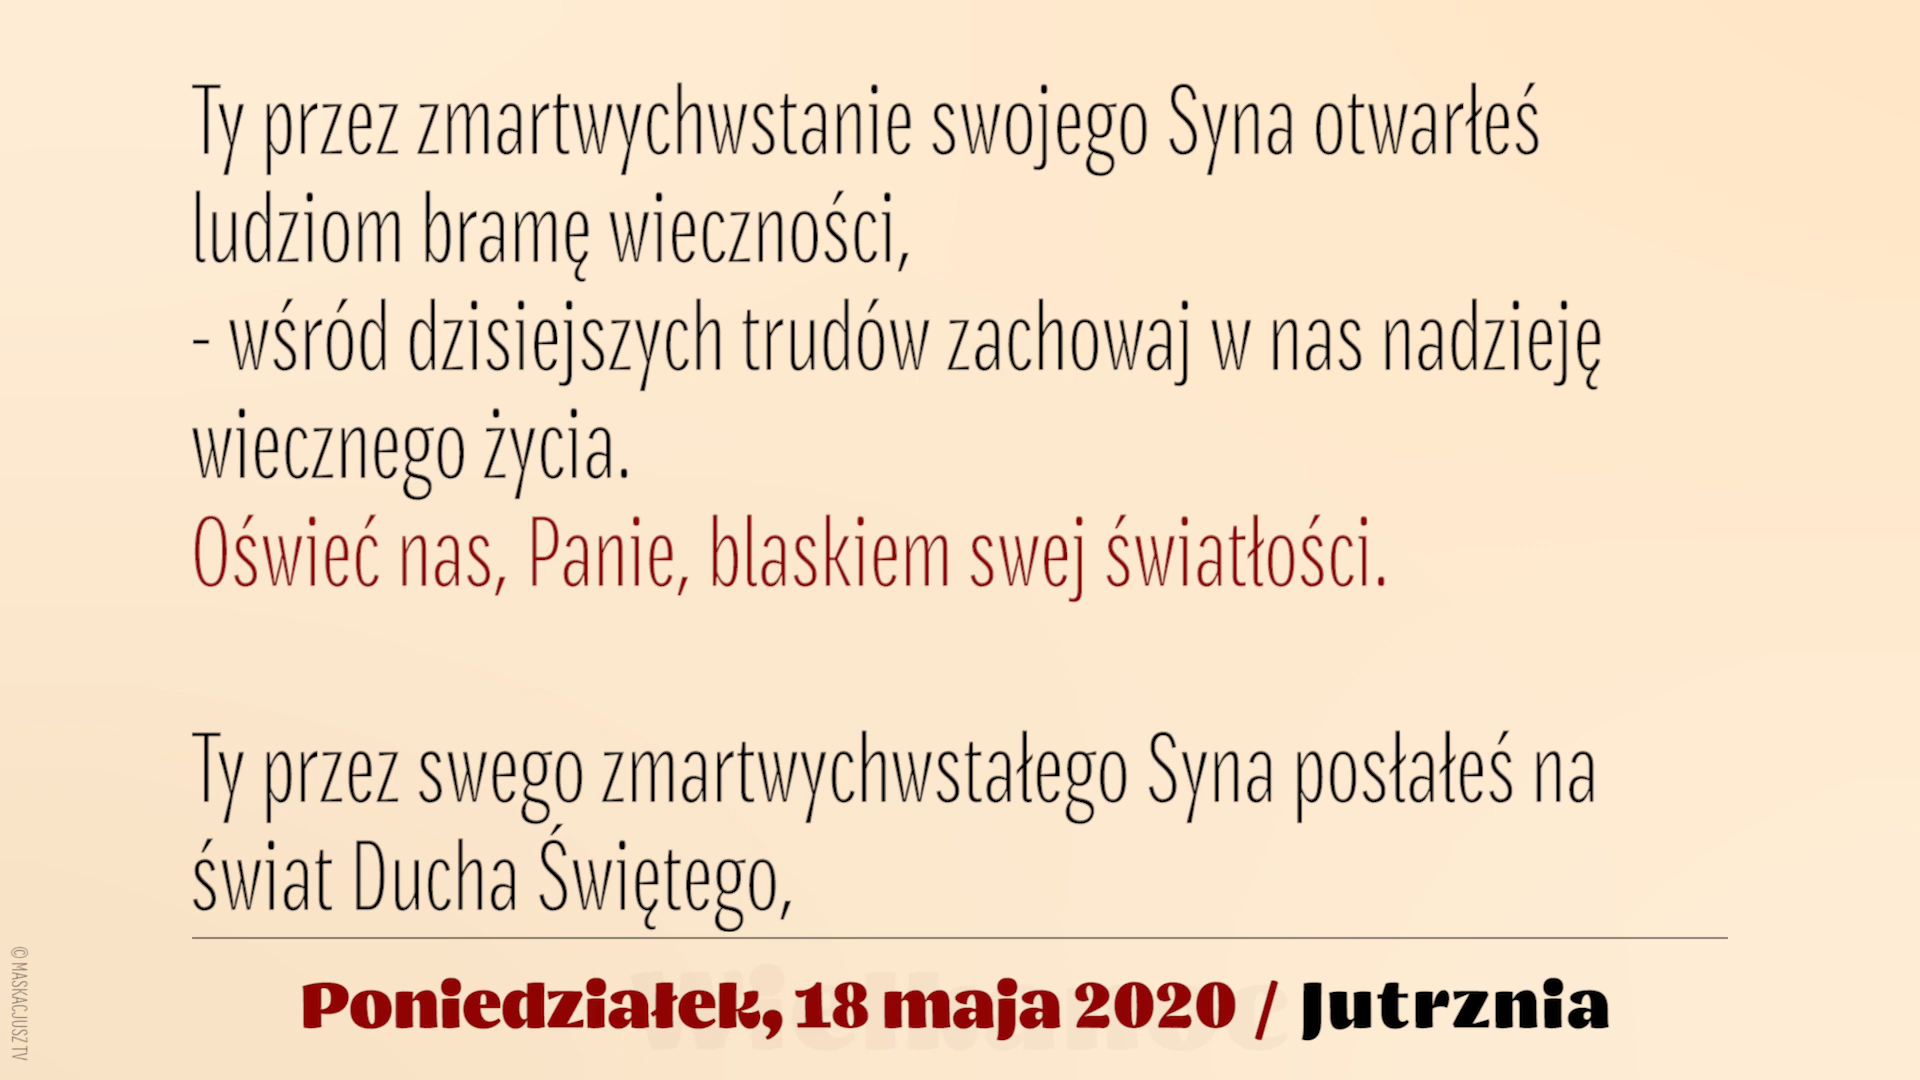 Ty przez zmartwychwstanie swojego Syna otwarłeś
ludziom bramę wieczności,
- wśród dzisiejszych trudów zachowaj w nas nadzieję
wiecznego życia.
Oświeć nas, Panie, blaskiem swej światłości.
Ty przez swego zmartwychwstałego Syna posłałeś na
świat Ducha Świętego,
Poniedziałek, 18 maja 2020 / Jutrznia
© MASKACJUSZ TV